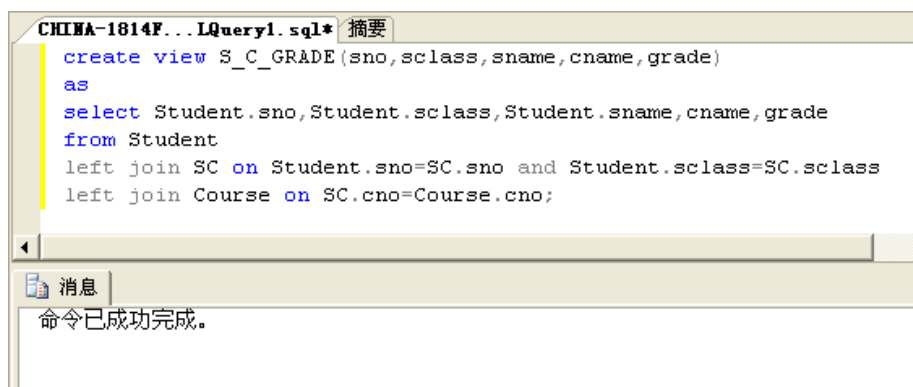 CHINA-1814F...LQuery1.sql* 摘要
create view S_C_GRADE(sno,sclass,sname,cname,grade)
as
select Student.sno,Student.sclass,Student.sname,cname,grade
from Student
left join SC on Student.sno=SC.sno and Student.sclass=SC.sclass
left join Course on SC.cno=Course.cno;
消息
命令已成功完成。